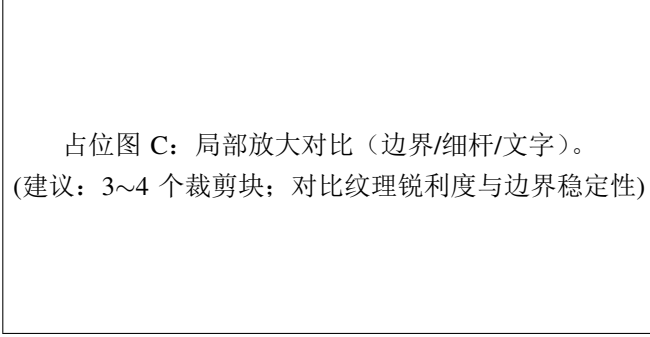 占位图 C：局部放大对比（边界/细杆/文字）。
(建议：3∼4 个裁剪块；对比纹理锐利度与边界稳定性)